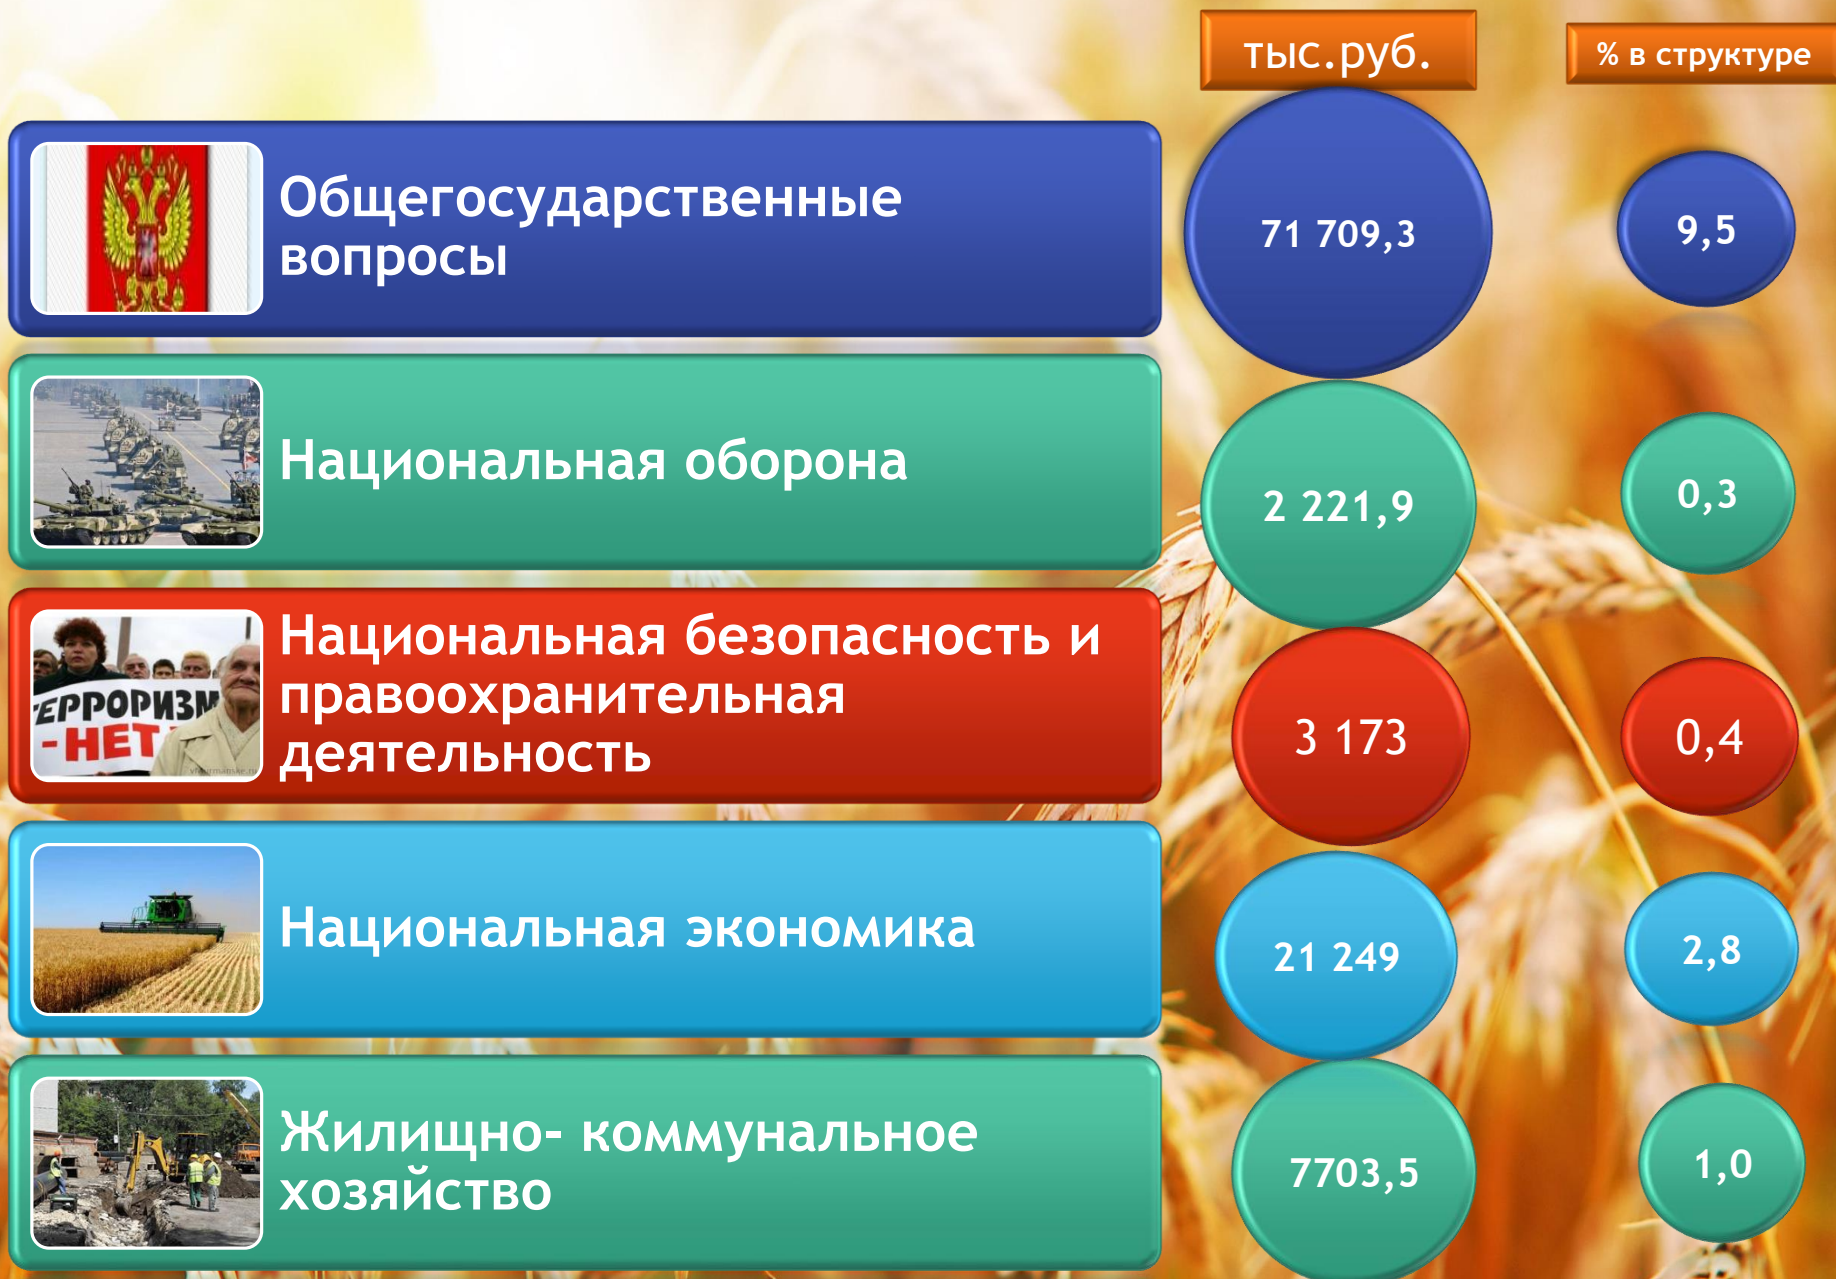 тыс.руб.
% в структуре
Общегосударственные
вопросы
71 709,3
9,5
Национальная оборона
2 221,9
0,3
ЕРРОРИЗМ
-НЕТ
Национальная безопасность и
правоохранительная
деятельность
3 173
0,4
Национальная экономика
21 249
2,8
Жилищно- коммунальное
хозяйство
7703,5
1,0